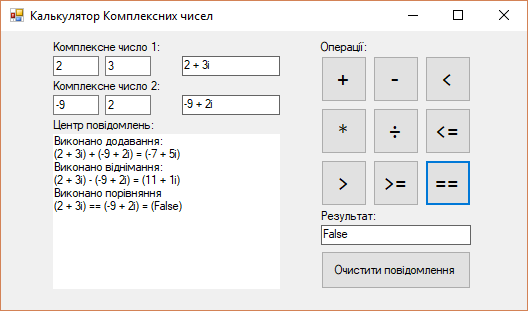 Калькулятор Комплексних чисел
Комплексне число 1:
2 3 2 + 3i
Комплексне число 2:
-9 2 -9 + 2i
Центр повідомлень:
Виконано додавання:
(2 + 3i) + (-9 + 2i) = (-7 + 5i)
Виконано віднімання:
(2 + 3i) - (-9 + 2i) = (11 + 1i)
Виконано порівняння
(2 + 3i) == (-9 + 2i) = (False)
Операції:
+ - <
* ÷ <=
> >= ==
Результат:
False
Очистити повідомлення